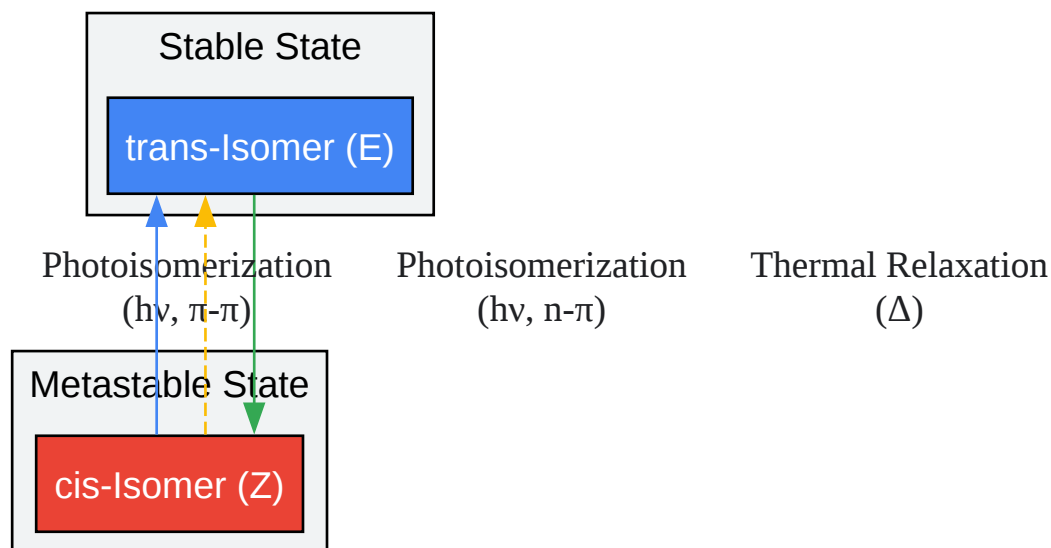 Stable State
trans-Isomer (E)
Photoisomerization
(hν, π-π)
Photoisomerization
(hν, n-π)
Thermal Relaxation
(Δ)
Metastable State
cis-Isomer (Z)